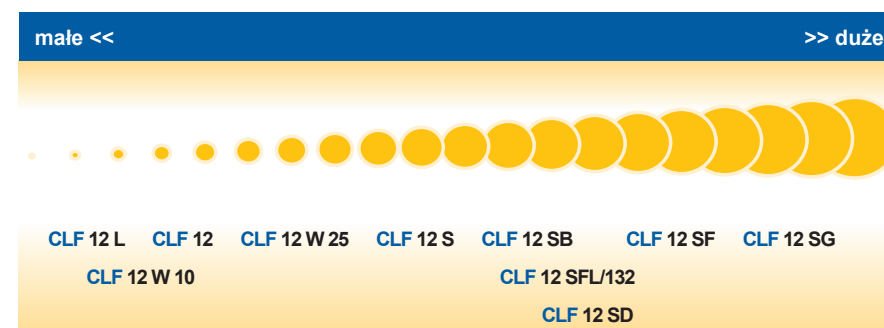 małe << >> duże
CLF 12 L CLF 12 CLF 12 W 25 CLF 12 S CLF 12 SB CLF 12 SF CLF 12 SG
CLF 12 W 10 CLF 12 SFL/132
CLF 12 SD